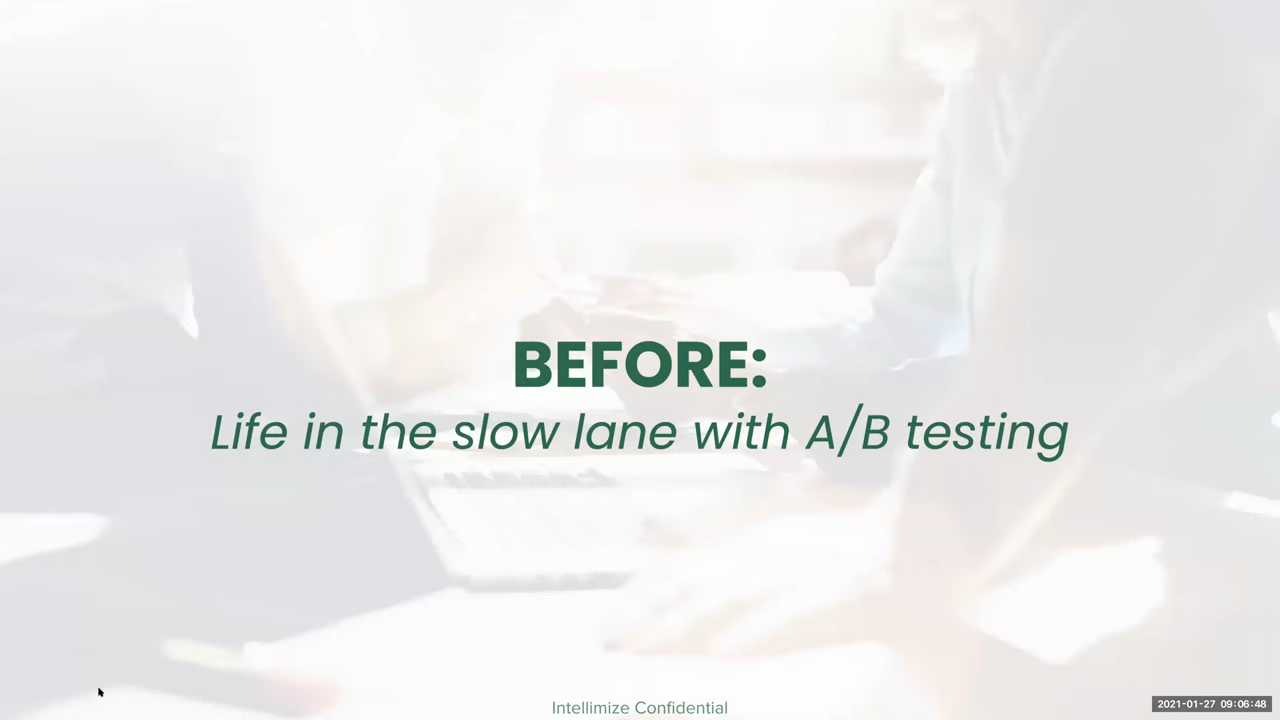 BEFORE:
Life in the slow lane with A/B testing
Intellimize Confidential
2021-01-27 09:06:48